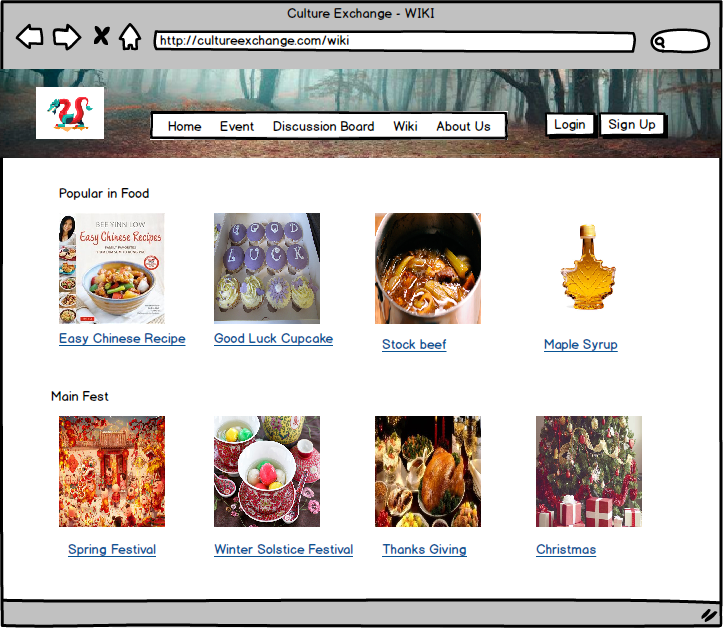 Culture Exchange - WIKI
http://cultureexchange.com/wiki
Home Event Discussion Board Wiki About Us
Login Sign Up
Popular in Food
BEE YINN LOW
Easy Chinese Recipes
GOOD
LUCK
Easy Chinese Recipe
Good Luck Cupcake
Stock beef
Maple Syrup
Main Fest
Spring Festival
Winter Solstice Festival
Thanks Giving
Christmas